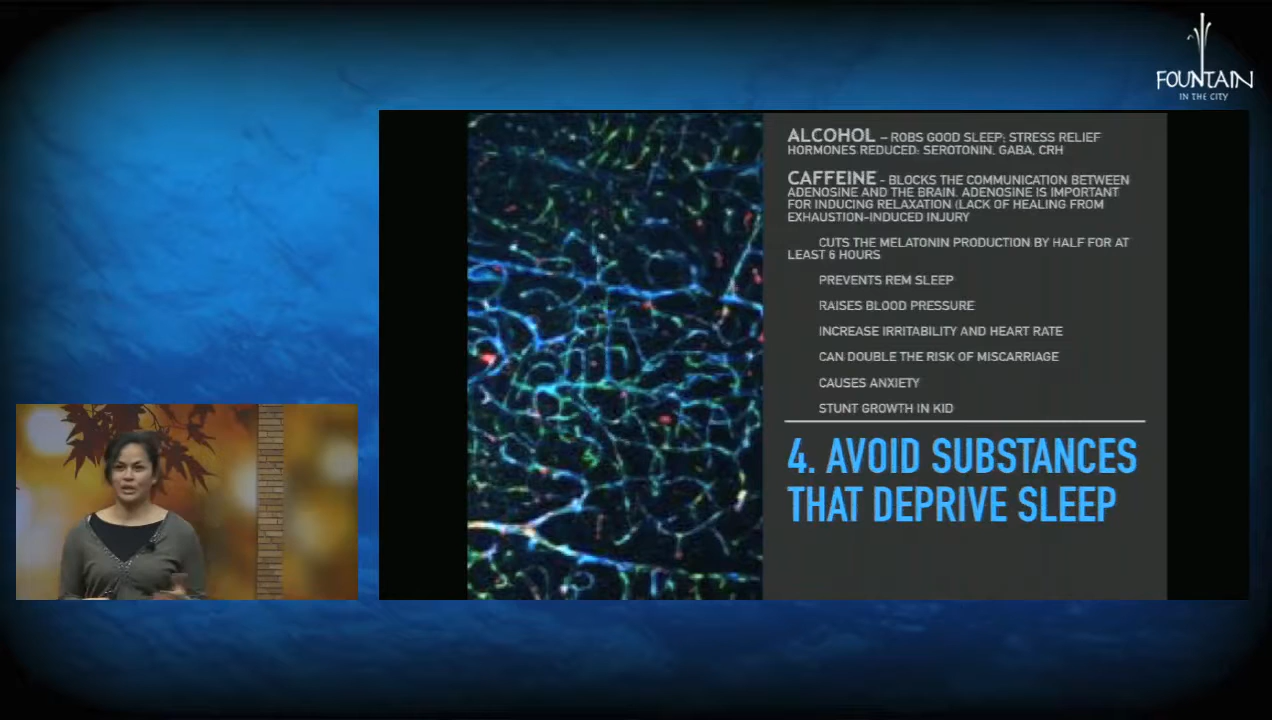 FOUNTAIN
IN THE CITY
ALCOHOL – ROBS GOOD SLEEP; STRESS RELIEF
HORMONES REDUCED: SEROTONIN, GABA, CRH
CAFFEINE - BLOCKS THE COMMUNICATION BETWEEN
ADENOSINE AND THE BRAIN. ADENOSINE IS IMPORTANT
FOR INDUCING RELAXATION (LACK OF HEALING FROM
EXHAUSTION-INDUCED INJURY
CUTS THE MELATONIN PRODUCTION BY HALF FOR AT
LEAST 6 HOURS
PREVENTS REM SLEEP
RAISES BLOOD PRESSURE
INCREASE IRRITABILITY AND HEART RATE
CAN DOUBLE THE RISK OF MISCARRIAGE
CAUSES ANXIETY
STUNT GROWTH IN KID
4. AVOID SUBSTANCES
THAT DEPRIVE SLEEP